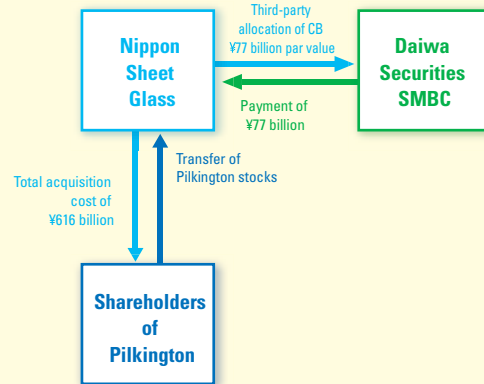 Third-party
allocation of CB
¥77 billion par value
Nippon
Sheet
Glass
Daiwa
Securities
SMBC
Payment of
¥77 billion
Transfer of
Pilkington stocks
Total acquisition
cost of
¥616 billion
Shareholders
of
Pilkington